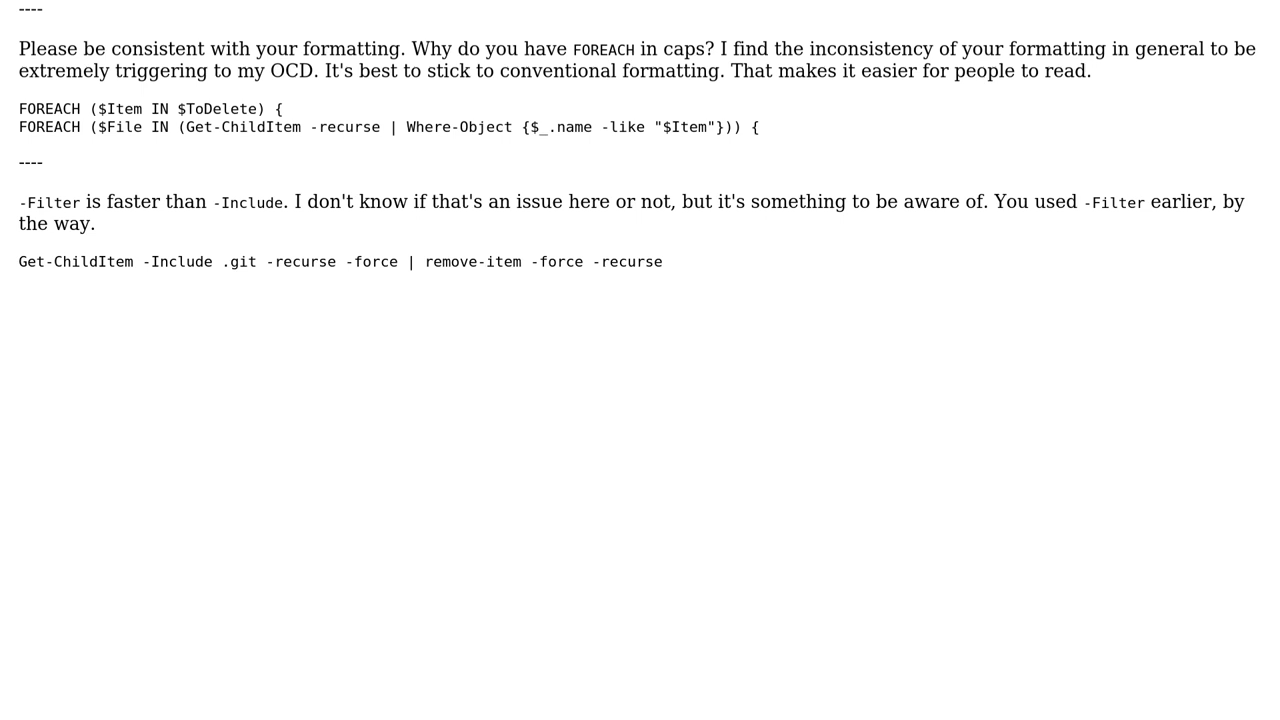 ----
Please be consistent with your formatting. Why do you have FOREACH in caps? I find the inconsistency of your formatting in general to be
extremely triggering to my OCD. It's best to stick to conventional formatting. That makes it easier for people to read.
FOREACH ($Item IN $ToDelete) {
FOREACH ($File IN (Get-ChildItem -recurse | Where-Object {$_.name -like "$Item"})) {
----
-Filter is faster than -Include. I don't know if that's an issue here or not, but it's something to be aware of. You used -Filter earlier, by
the way.
Get-ChildItem -Include .git -recurse -force | remove-item -force -recurse